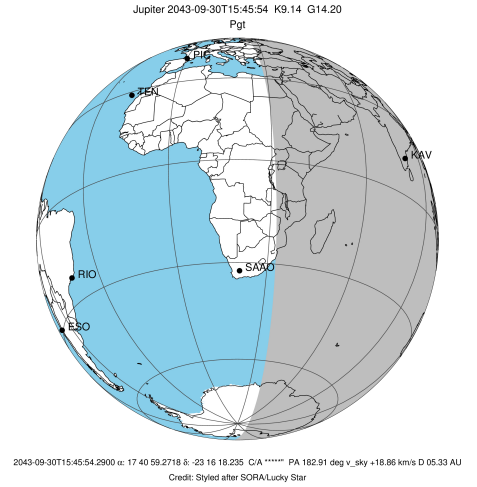 Jupiter 2043-09-30T15:45:54 K9.14 G14.20
Pgt
PIC
TEN
KAV
SAAO
RIO
ESO
2043-09-30T15:45:54.2900 α: 17 40 59.2718 δ: -23 16 18.235 C/A *****" PA 182.91 deg v_sky +18.86 km/s D 05.33 AU
Credit: Styled after SORA/Lucky Star